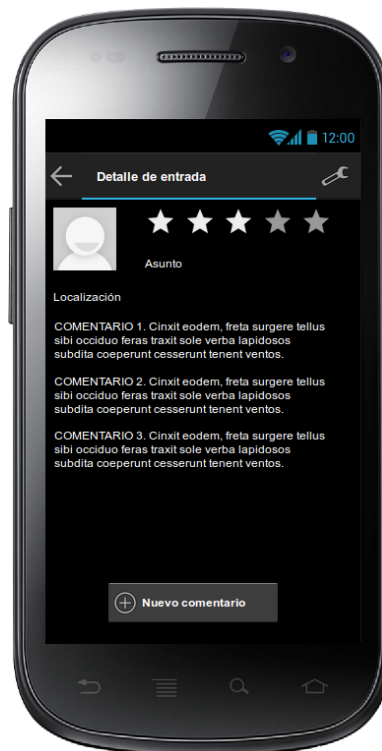 12:00
Detalle de entrada
Asunto
Localización
COMENTARIO 1. Cinxit eodem, freta surgere tellus
sibi occiduo feras traxit sole verba lapidosos
subdita coeperunt cesserunt tenent ventos.
COMENTARIO 2. Cinxit eodem, freta surgere tellus
sibi occiduo feras traxit sole verba lapidosos
subdita coeperunt cesserunt tenent ventos.
COMENTARIO 3. Cinxit eodem, freta surgere tellus
sibi occiduo feras traxit sole verba lapidosos
subdita coeperunt cesserunt tenent ventos.
Nuevo comentario